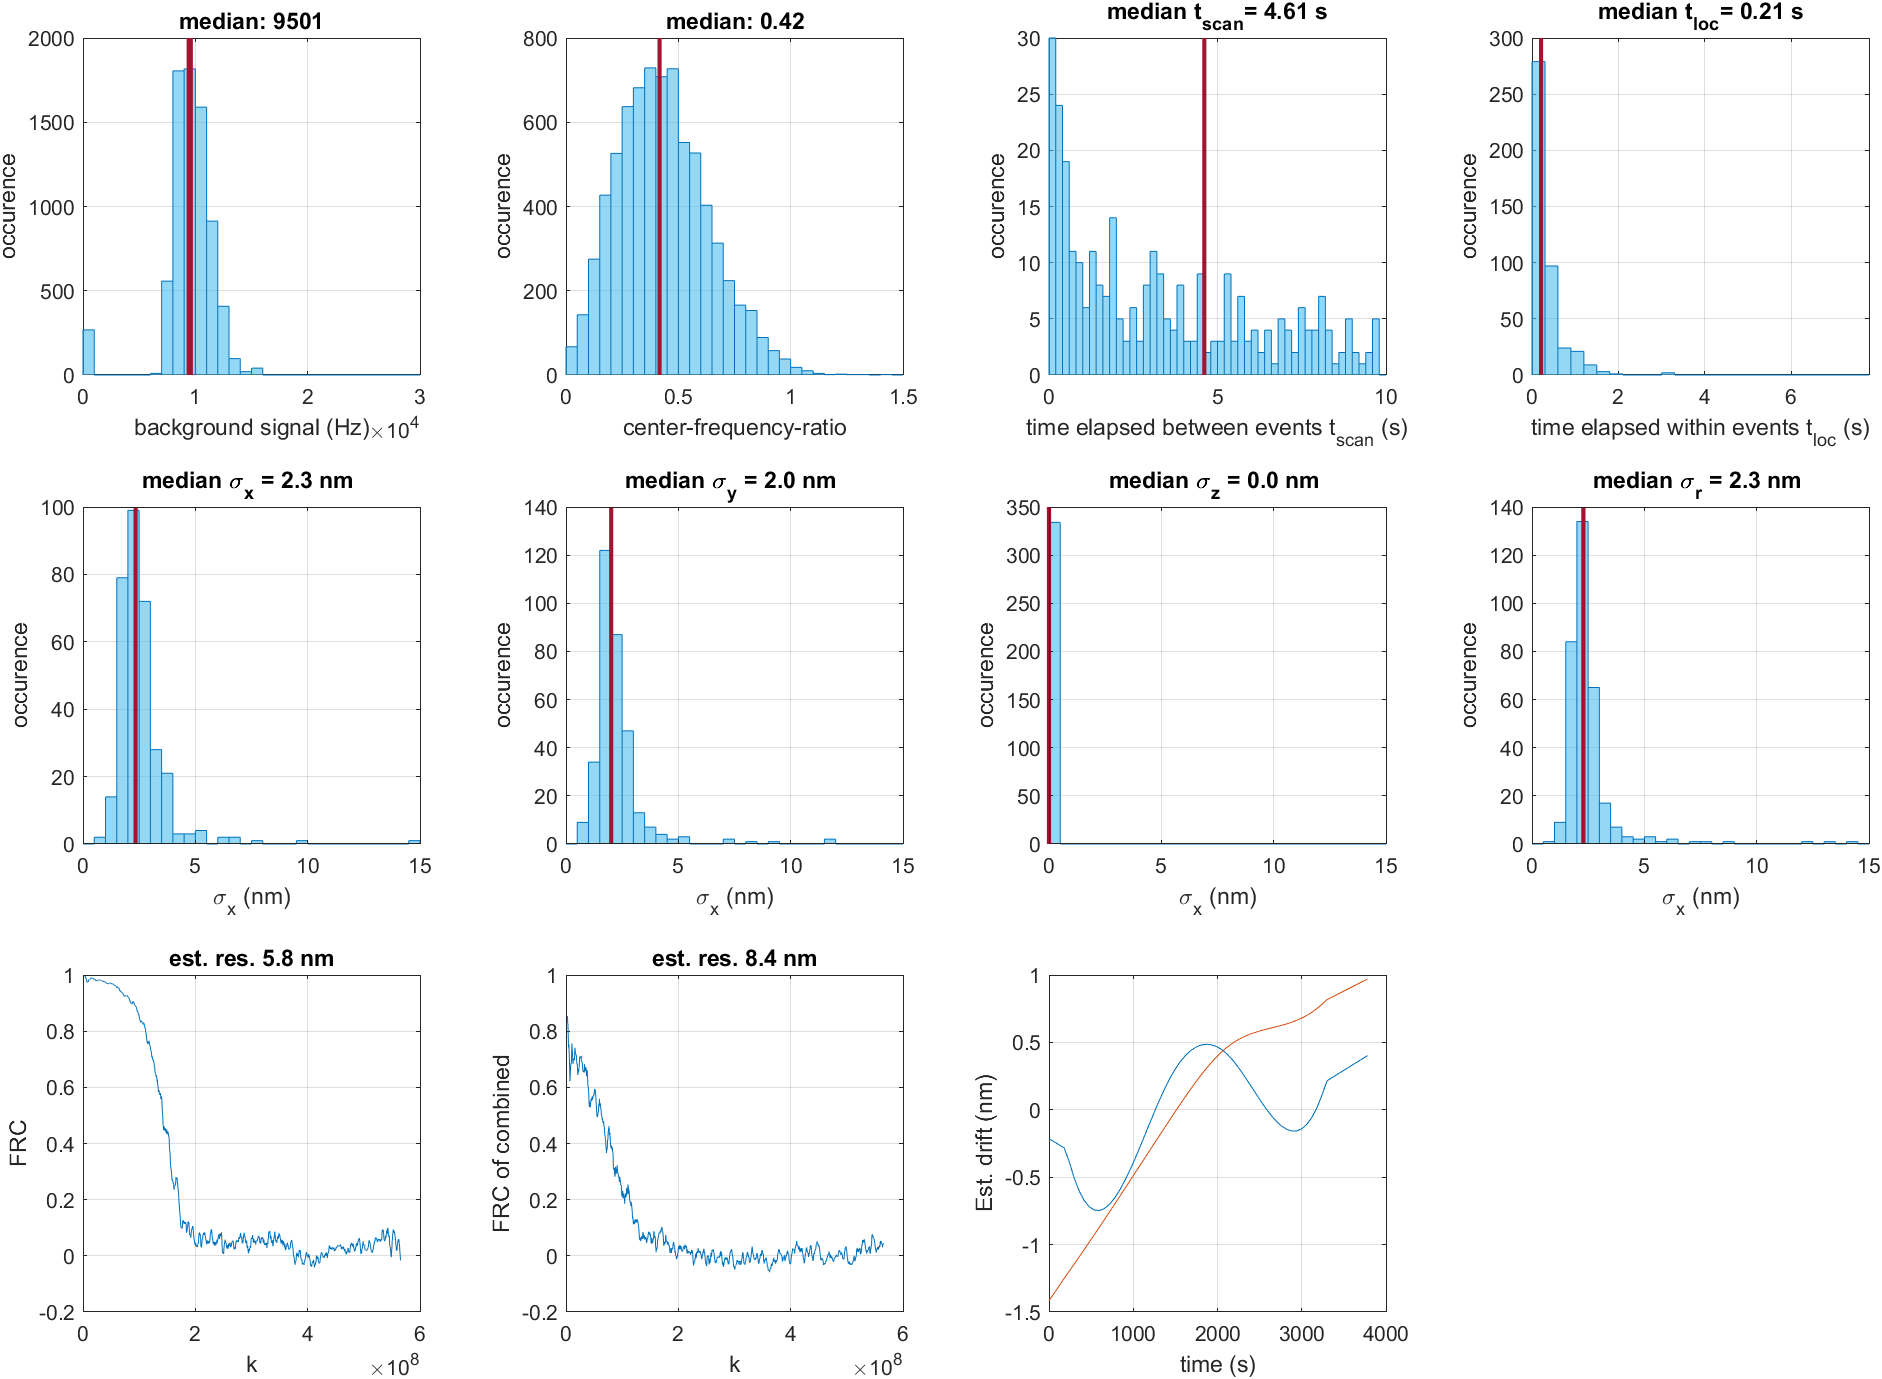 median: 9501
2000
1500
1000
500
0
0 1 2 3
occurence
background signal (Hz) ×10^4
median: 0.42
800
600
400
200
0
0 0.5 1 1.5
occurence
center-frequency-ratio
median t_scan= 4.61 s
30
25
20
15
10
5
0
0 5 10
occurence
time elapsed between events t_scan (s)
median t_loc= 0.21 s
300
250
200
150
100
50
0
0 2 4 6
occurence
time elapsed within events t_loc (s)
median σ_x = 2.3 nm
100
80
60
40
20
0
0 5 10 15
occurence
σ_x (nm)
median σ_y = 2.0 nm
140
120
100
80
60
40
20
0
0 5 10 15
occurence
σ_x (nm)
median σ_z = 0.0 nm
350
300
250
200
150
100
50
0
0 5 10 15
occurence
σ_x (nm)
median σ_r = 2.3 nm
140
120
100
80
60
40
20
0
0 5 10 15
occurence
σ_x (nm)
est. res. 5.8 nm
1
0.8
0.6
0.4
0.2
0
-0.2
0 2 4 6
FRC
k ×10^8
est. res. 8.4 nm
1
0.8
0.6
0.4
0.2
0
-0.2
0 2 4 6
FRC of combined
k ×10^8
1
0.5
0
-0.5
-1
-1.5
0 1000 2000 3000 4000
Est. drift (nm)
time (s)